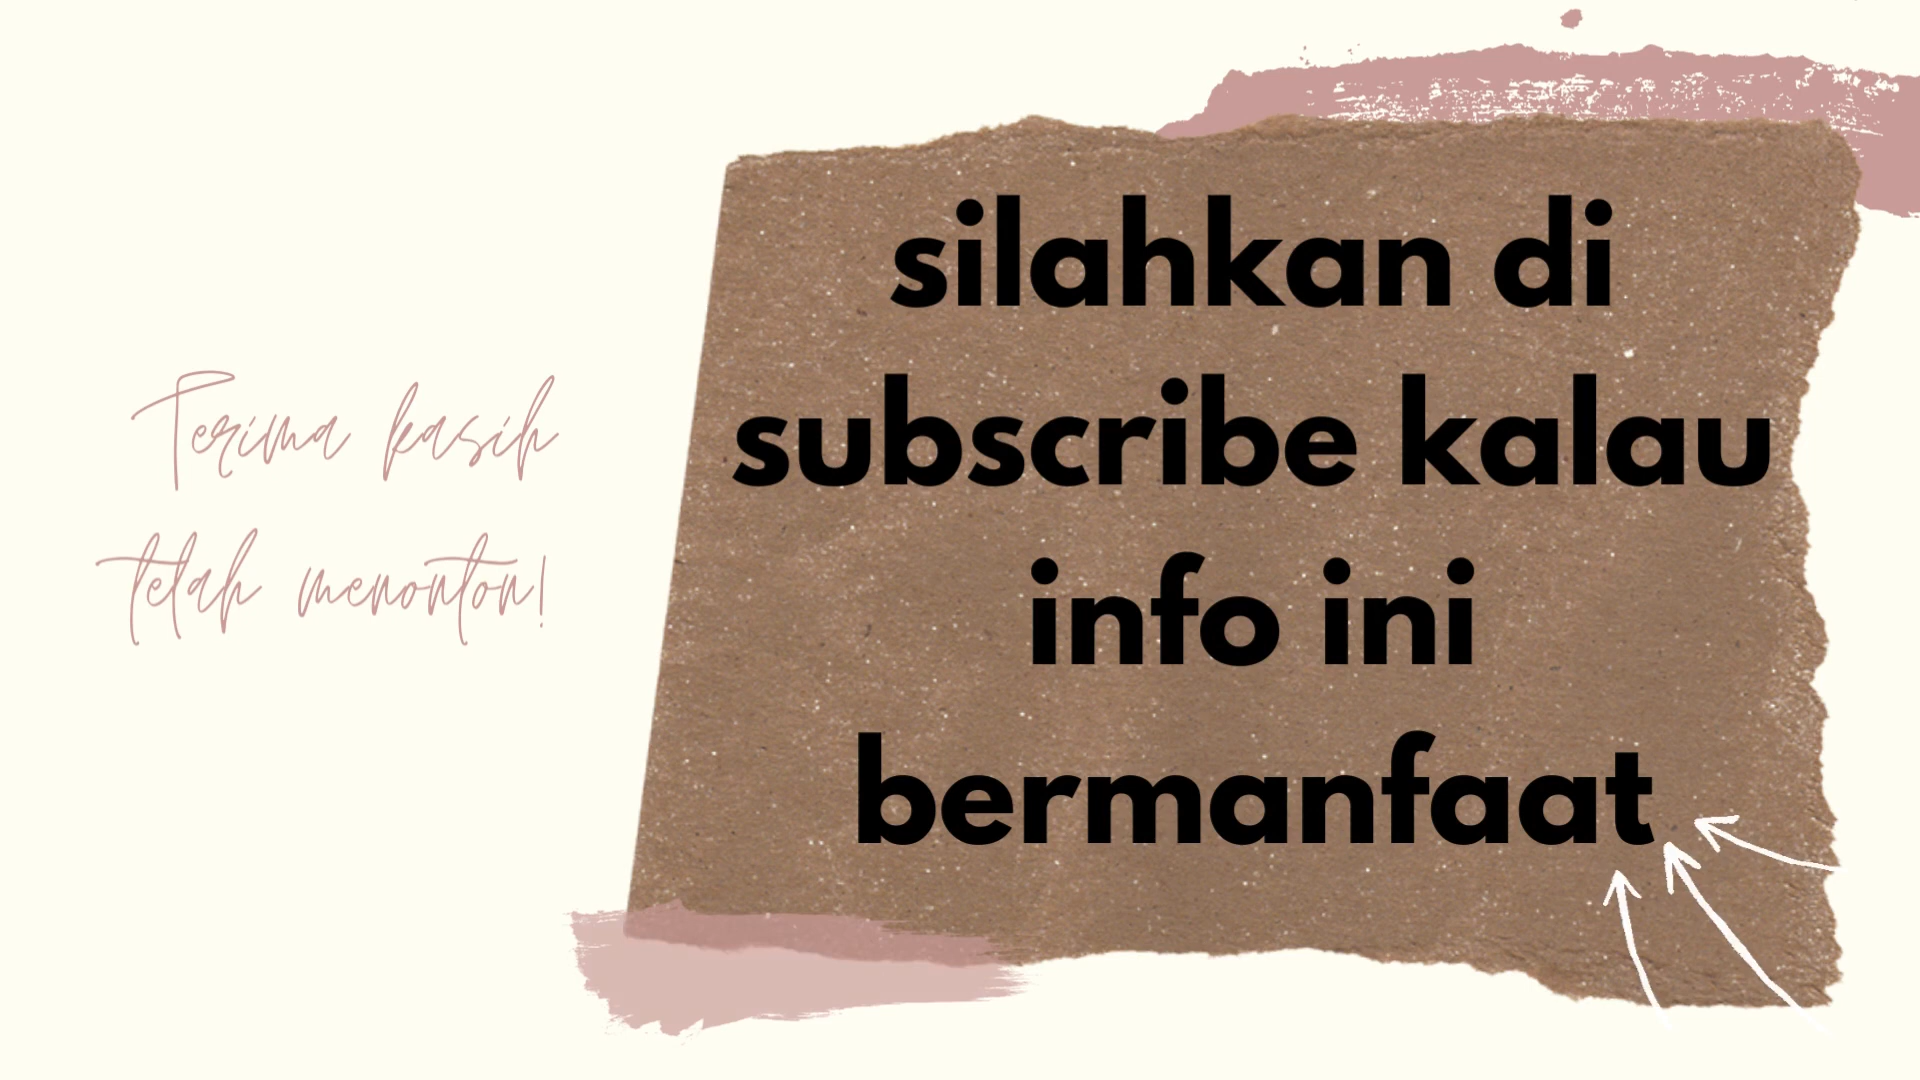 Terima kasih
telah menonton!
silahkan di
subscribe kalau
info ini
bermanfaat